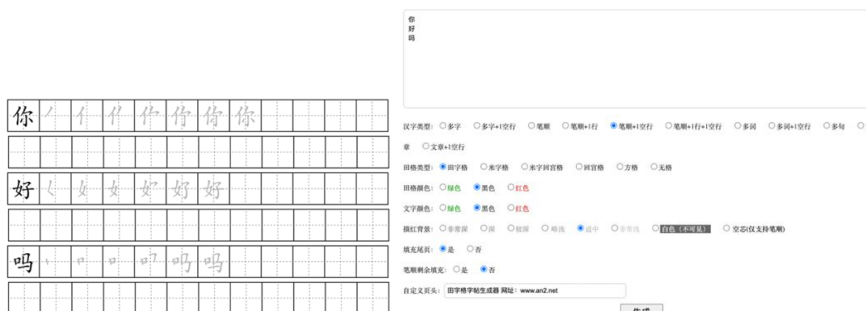 你
好
吗
你
好
吗
汉字类型： 多字 多字+1空行 笔顺 笔顺+1行 笔顺+1空行 笔顺+1行+1空行 多词 多词+1空行 多句
章 文章+1空行
田格类型： 田字格 米字格 米字回宫格 回宫格 方格 无格
田格颜色： 绿色 黑色 红色
文字颜色： 绿色 黑色 红色
描红背景： 非常深 深 较深 略浅 适中 非常浅 白色（不可见） 空芯(仅支持笔顺)
填充尾页： 是 否
笔顺剩余填充： 是 否
自定义页头： 田字格字帖生成器 网址：www.an2.net